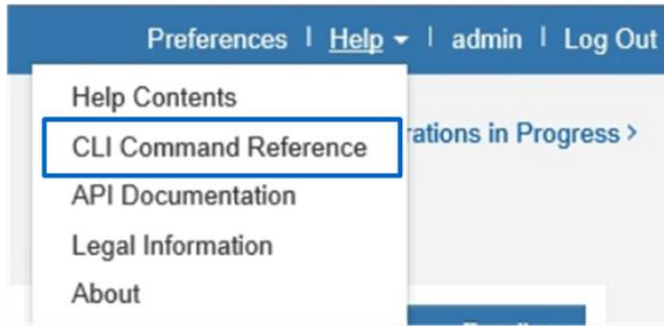 Preferences | Help ▾ | admin | Log Out
Help Contents
CLI Command Reference
rations in Progress >
API Documentation
Legal Information
About